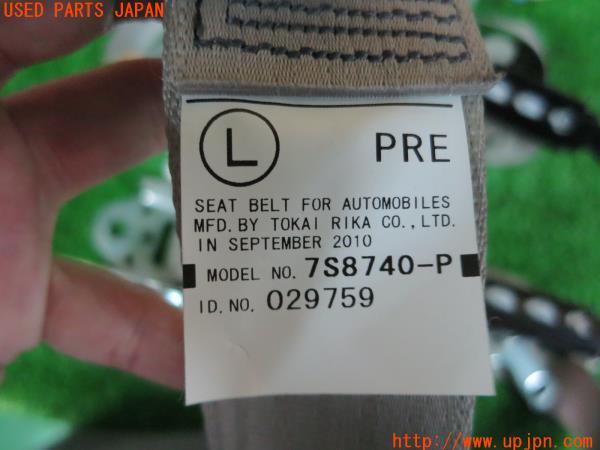 USED PARTS JAPAN
L PRE
SEAT BELT FOR AUTOMOBILES
MFD. BY TOKAI RIKA CO., LTD.
IN SEPTEMBER 2010
MODEL NO. 7S8740-P
I.D. NO. 029759
http://www.upjpn.com/